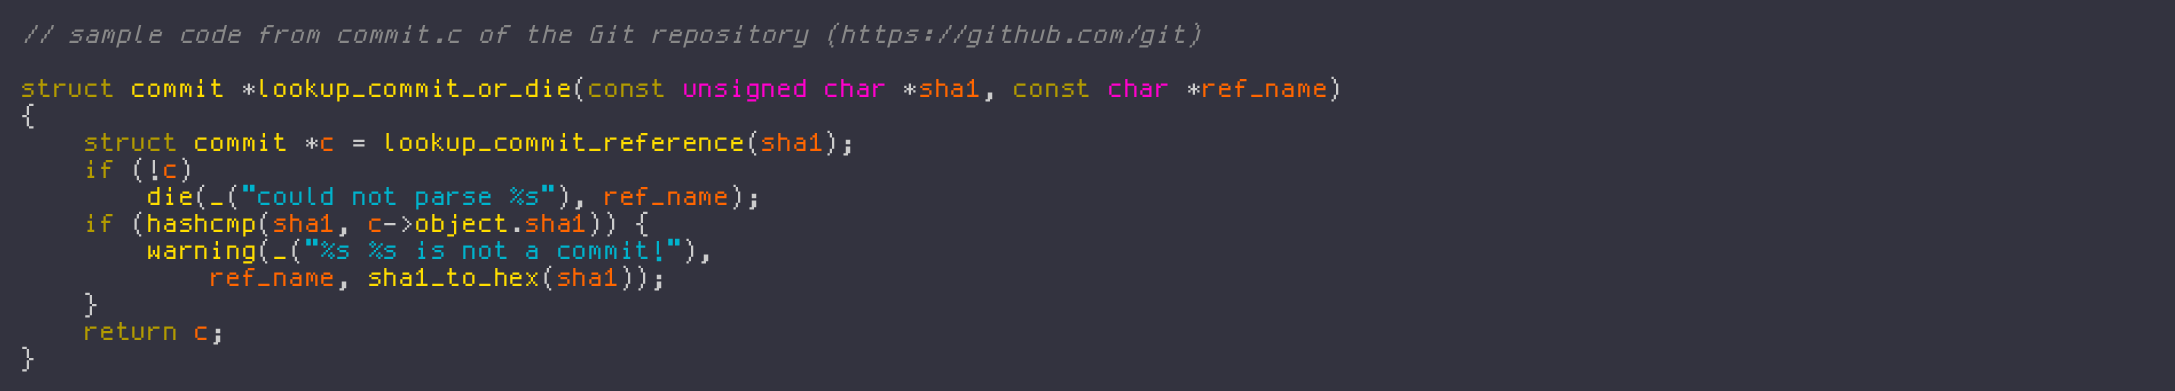 // sample code from commit.c of the Git repository (https://github.com/git)
struct commit *lookup_commit_or_die(const unsigned char *sha1, const char *ref_name)
{
    struct commit *c = lookup_commit_reference(sha1);
    if (!c)
        die(_("could not parse %s"), ref_name);
    if (hashcmp(sha1, c->object.sha1)) {
        warning(_("%s %s is not a commit!"),
            ref_name, sha1_to_hex(sha1));
    }
    return c;
}